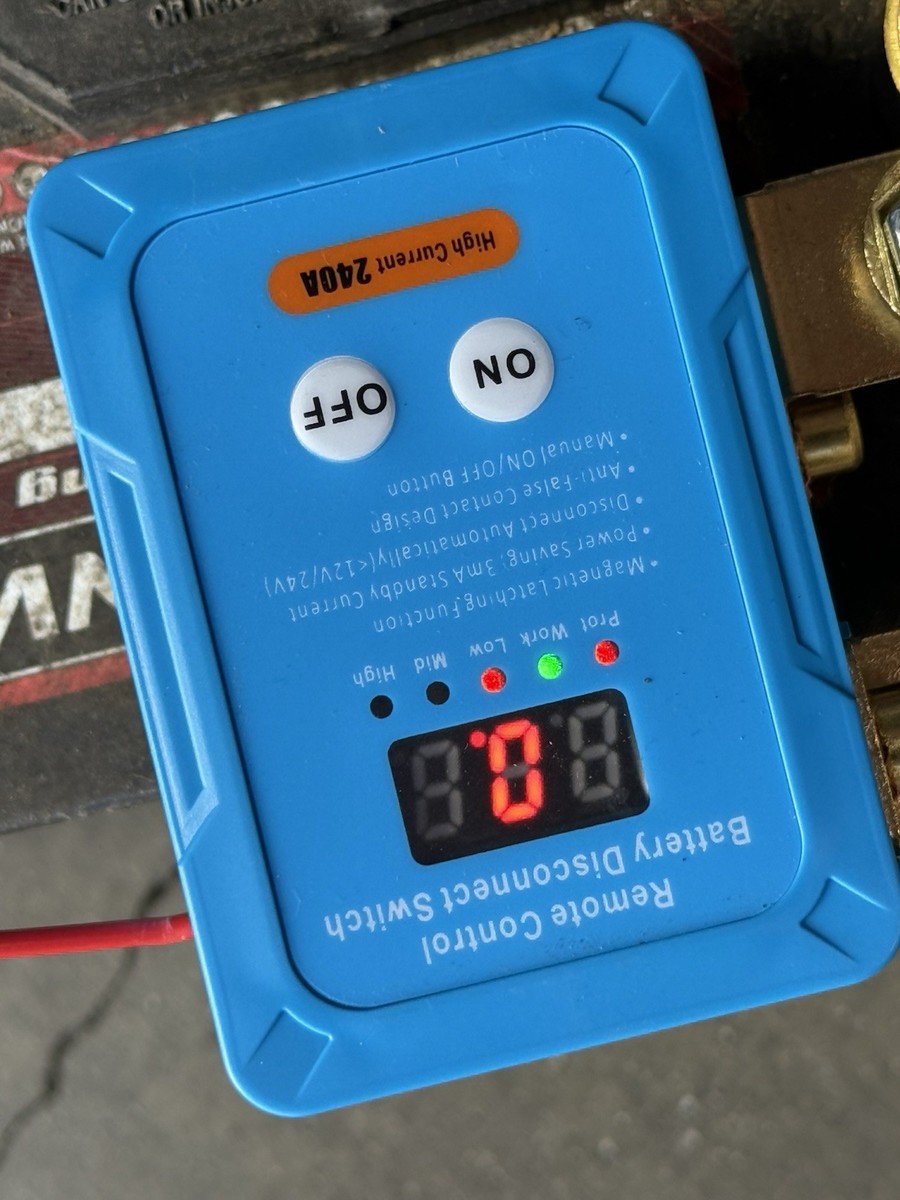 Remote Control
Battery Disconnect Switch
0.
Prot Work Low Mid High
• Magnetic Latching Function
• Power Saving: 3mA Standby Current
• Disconnect Automatically(<12V/24V)
• Anti-False Contact Design
• Manual ON/OFF Button
ON OFF
High Current 240A